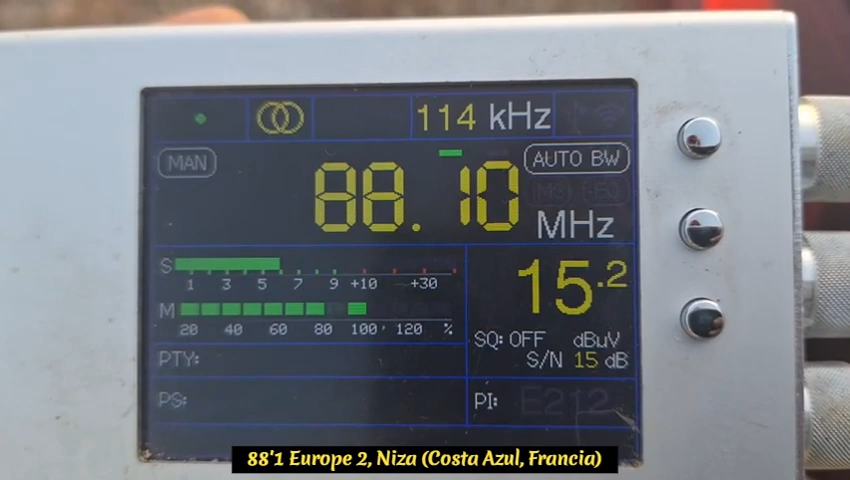 114 kHz
MAN
AUTO BW
88.10
MHz
S
1 3 5 7 9 +10 +30
15.2
M
20 40 60 80 100 120 %
SQ: OFF dBuV
S/N 15 dB
PTY:
PS:
PI: E212
88'1 Europe 2, Niza (Costa Azul, Francia)